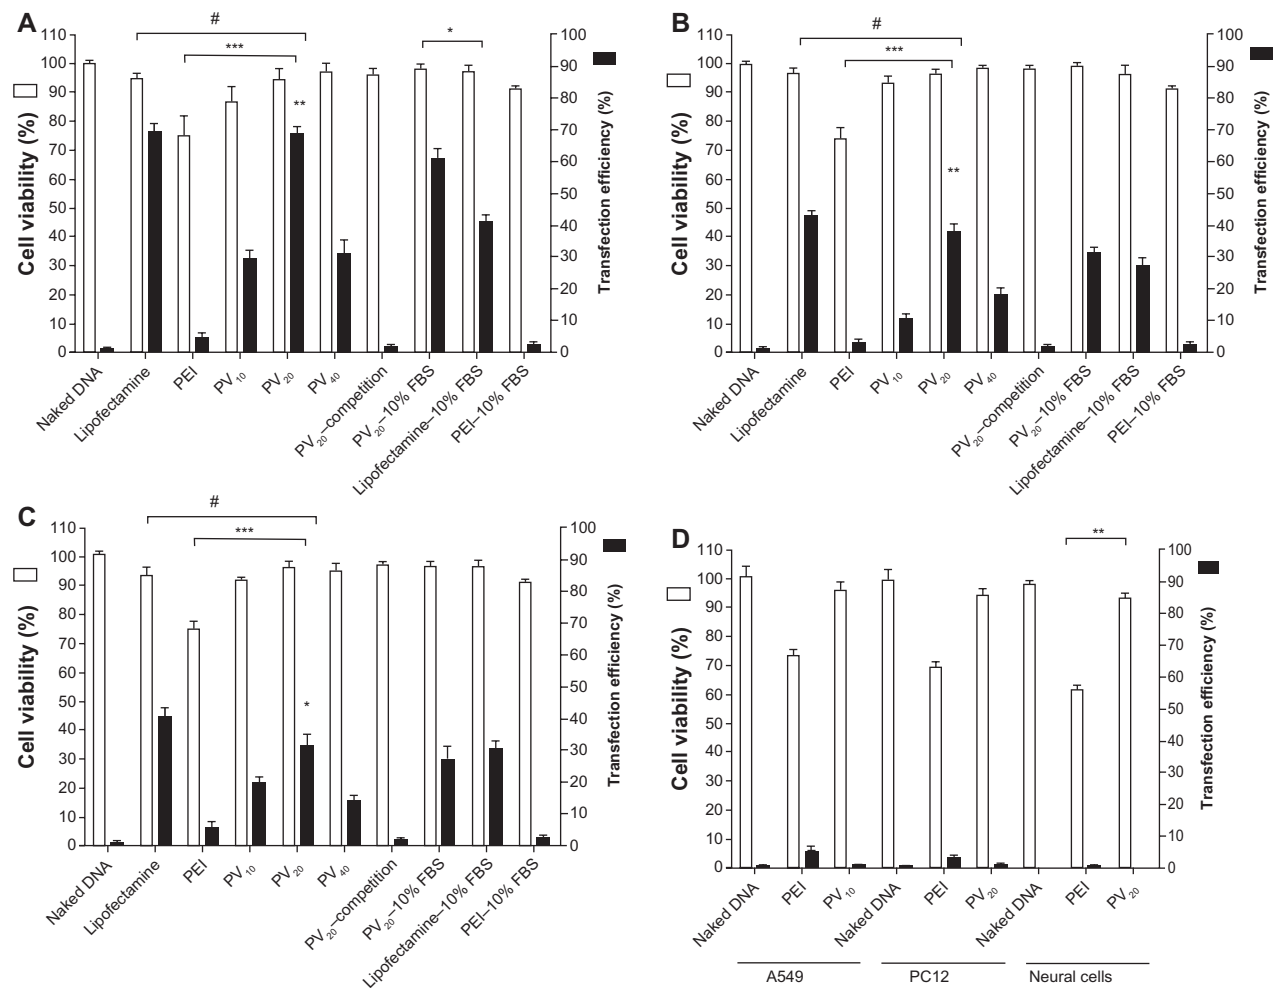 A
#
***
**
*
110
100
90
80
70
60
50
40
30
20
10
0
Cell viability (%)
100
90
80
70
60
50
40
30
20
10
0
Transfection efficiency (%)
Naked DNA
Lipofectamine
PEI
PV10
PV20
PV40
PV20–competition
PV20–10% FBS
Lipofectamine–10% FBS
PEI–10% FBS
B
#
***
**
110
100
90
80
70
60
50
40
30
20
10
0
Cell viability (%)
100
90
80
70
60
50
40
30
20
10
0
Transfection efficiency (%)
Naked DNA
Lipofectamine
PEI
PV10
PV20
PV40
PV20–competition
PV20–10% FBS
Lipofectamine–10% FBS
PEI–10% FBS
C
#
***
*
110
100
90
80
70
60
50
40
30
20
10
0
Cell viability (%)
100
90
80
70
60
50
40
30
20
10
0
Transfection efficiency (%)
Naked DNA
Lipofectamine
PEI
PV10
PV20
PV40
PV20–competition
PV20–10% FBS
Lipofectamine–10% FBS
PEI–10% FBS
D
**
110
100
90
80
70
60
50
40
30
20
10
0
Cell viability (%)
100
90
80
70
60
50
40
30
20
10
0
Transfection efficiency (%)
Naked DNA
PEI
PV10
Naked DNA
PEI
PV20
Naked DNA
PEI
PV20
A549
PC12
Neural cells